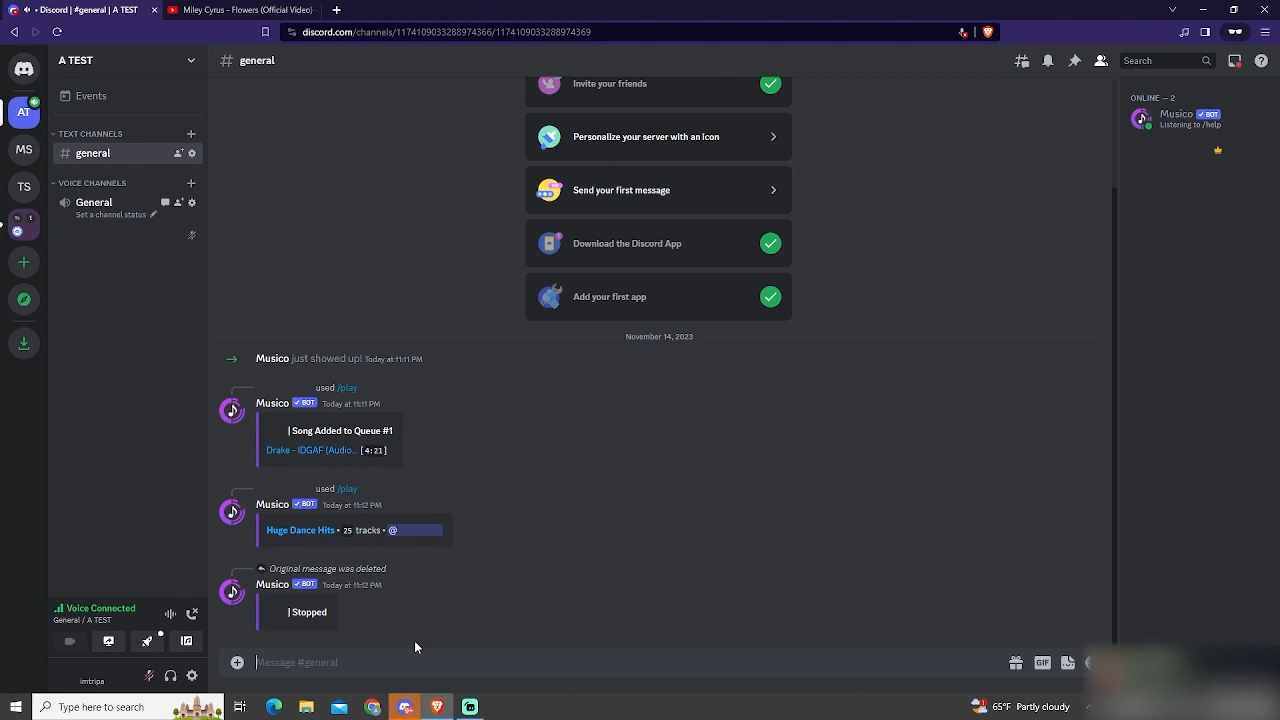 Discord | #general | A TEST
Miley Cyrus - Flowers (Official Video)
discord.com/channels/1174109033288974366/1174109033288974369
A TEST
general
Search
Events
TEXT CHANNELS
general
VOICE CHANNELS
General
Set a channel status
AT
MS
TS
Invite your friends
Personalize your server with an icon
Send your first message
Download the Discord App
Add your first app
November 14, 2023
Musico just showed up! Today at 11:11 PM
used /play
Musico BOT Today at 11:11 PM
| Song Added to Queue #1
Drake - IDGAF (Audio... [4:21]
used /play
Musico BOT Today at 11:12 PM
Huge Dance Hits • 25 tracks • @
Original message was deleted
Musico BOT Today at 11:12 PM
| Stopped
Message #general
GIF
ONLINE — 2
Musico BOT
Listening to /help
Voice Connected
General / A TEST
imtripa
Type here to search
65°F Partly cloudy